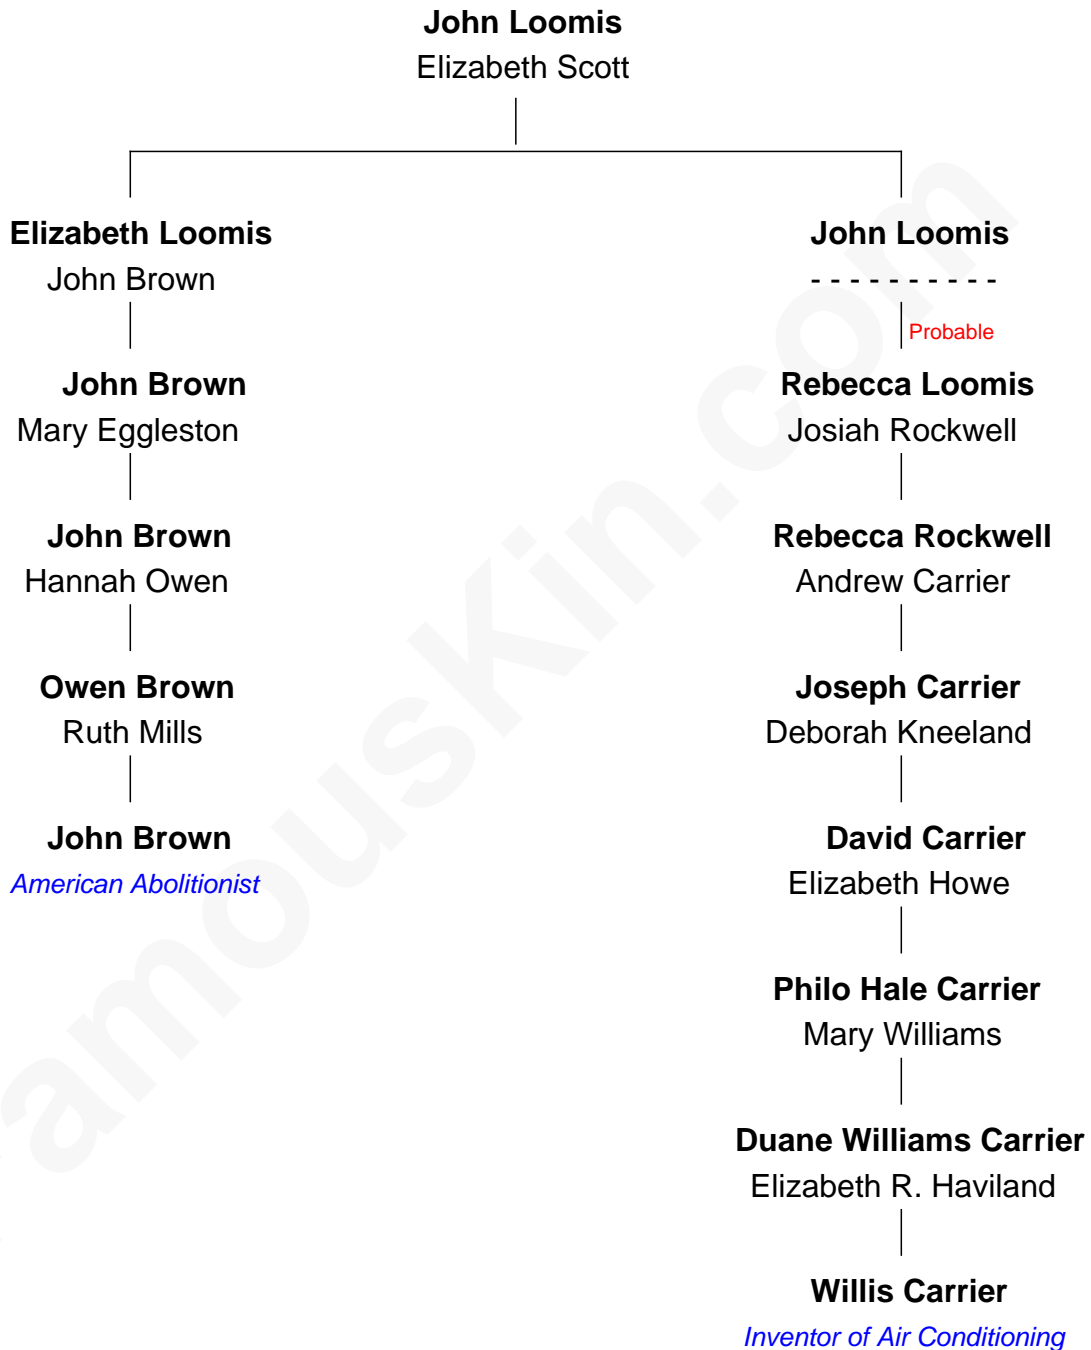 John Loomis
Elizabeth Scott
Elizabeth Loomis
John Brown
John Brown
Mary Eggleston
John Brown
Hannah Owen
Owen Brown
Ruth Mills
John Brown
American Abolitionist
John Loomis
- - - - - - - - - -
Probable
Rebecca Loomis
Josiah Rockwell
Rebecca Rockwell
Andrew Carrier
Joseph Carrier
Deborah Kneeland
David Carrier
Elizabeth Howe
Philo Hale Carrier
Mary Williams
Duane Williams Carrier
Elizabeth R. Haviland
Willis Carrier
Inventor of Air Conditioning
amousKin.com